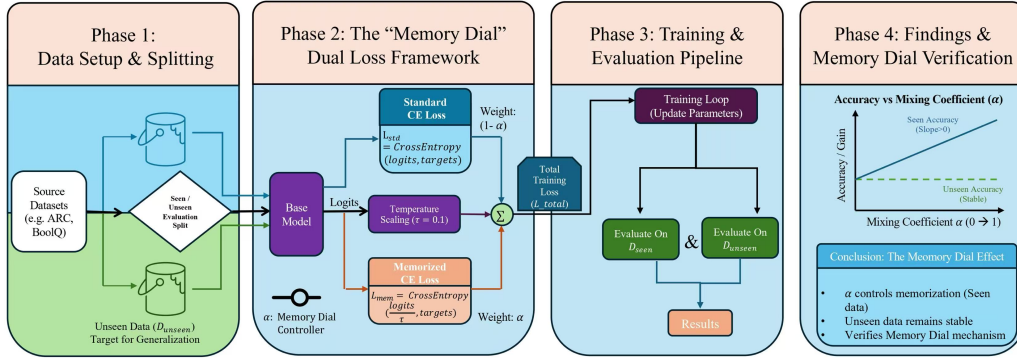 Phase 1:
Data Setup & Splitting
Source
Datasets
(e.g. ARC,
BoolQ)
Seen /
Unseen
Evaluation
Split
Unseen Data (D_unseen)
Target for Generalization
Phase 2: The “Memory Dial”
Dual Loss Framework
Base
Model
Logits
Standard
CE Loss
L_std
= CrossEntropy
(logits, targets)
Weight:
(1- α)
Temperature
Scaling (τ = 0.1)
Σ
Memorized
CE Loss
L_mem = CrossEntropy
(logits/τ, targets)
Weight: α
α: Memory Dial
Controller
Total
Training
Loss
(L_total)
Phase 3: Training &
Evaluation Pipeline
Training Loop
(Update Parameters)
Evaluate On
D_seen
&
Evaluate On
D_unseen
Results
Phase 4: Findings &
Memory Dial Verification
Accuracy vs Mixing Coefficient (α)
Accuracy / Gain
Seen Accuracy
(Slope>0)
Unseen Accuracy
(Stable)
Mixing Coefficient α (0 → 1)
Conclusion: The Meomory Dial Effect
• α controls memorization (Seen
data)
• Unseen data remains stable
• Verifies Memory Dial mechanism